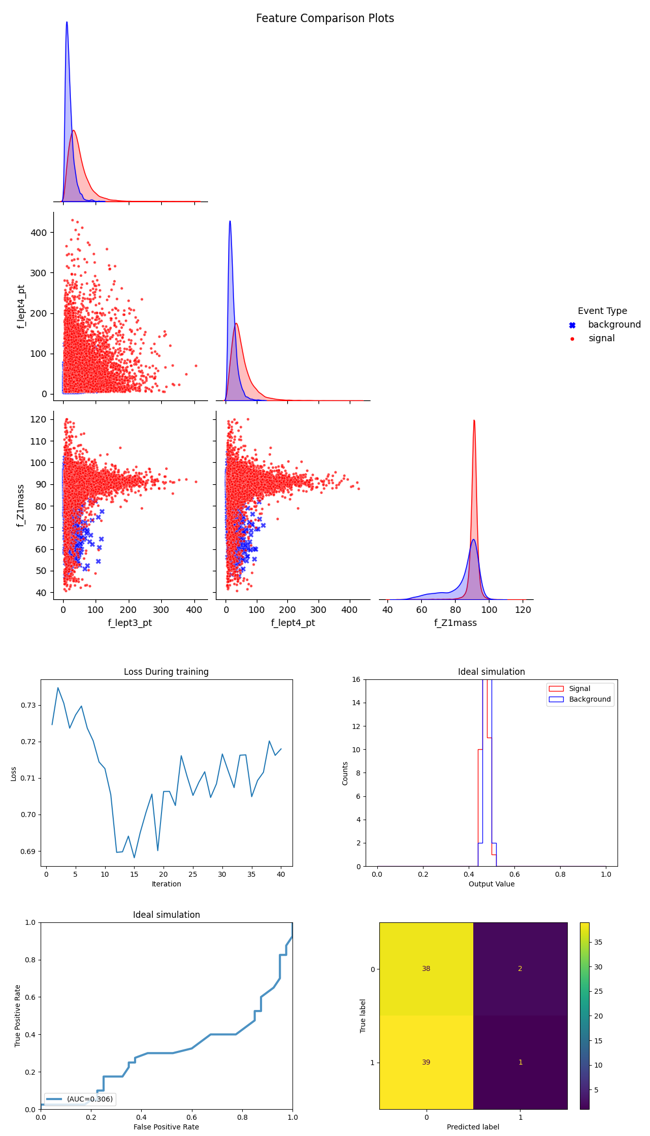 Feature Comparison Plots
400
300
200
100
0
f_lept4_pt
Event Type
background
signal
120
110
100
90
80
70
60
50
40
f_Z1mass
0 100 200 300 400
f_lept3_pt
0 100 200 300 400
f_lept4_pt
40 60 80 100 120
f_Z1mass
Loss During training
0.73
0.72
0.71
0.70
0.69
Loss
0 5 10 15 20 25 30 35 40
Iteration
Ideal simulation
Signal
Background
16
14
12
10
8
6
4
2
0
Counts
0.0 0.2 0.4 0.6 0.8 1.0
Output Value
Ideal simulation
1.0
0.8
0.6
0.4
0.2
0.0
True Positive Rate
(AUC=0.306)
0.0 0.2 0.4 0.6 0.8 1.0
False Positive Rate
0
1
True label
38 2
39 1
0 1
Predicted label
35
30
25
20
15
10
5